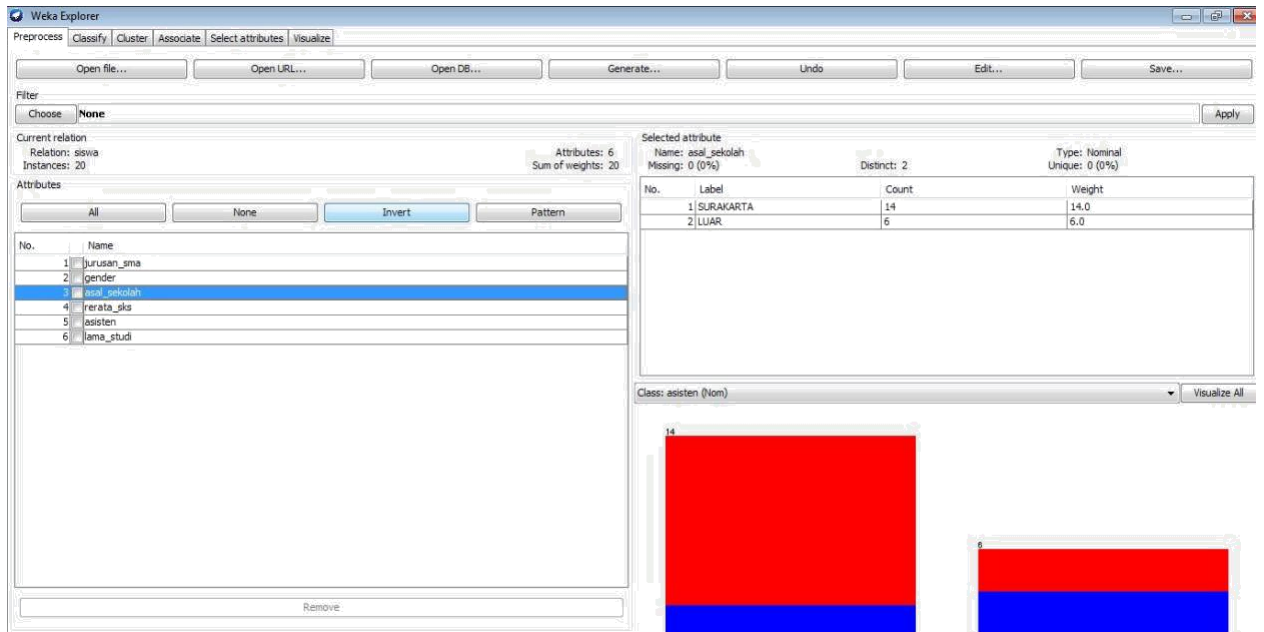 Weka Explorer
Preprocess Classify Cluster Associate Select attributes Visualize
Open file... Open URL... Open DB... Generate... Undo Edit... Save...
Filter
Choose None Apply
Current relation
Relation: siswa Attributes: 6
Instances: 20 Sum of weights: 20
Attributes
All None Invert Pattern
No. Name
1 jurusan_sma
2 gender
3 asal_sekolah
4 rerata_sks
5 asisten
6 lama_studi
Remove
Selected attribute
Name: asal_sekolah Type: Nominal
Missing: 0 (0%) Distinct: 2 Unique: 0 (0%)
No. Label Count Weight
1 SURAKARTA 14 14.0
2 LUAR 6 6.0
Class: asisten (Nom) Visualize All
14
6